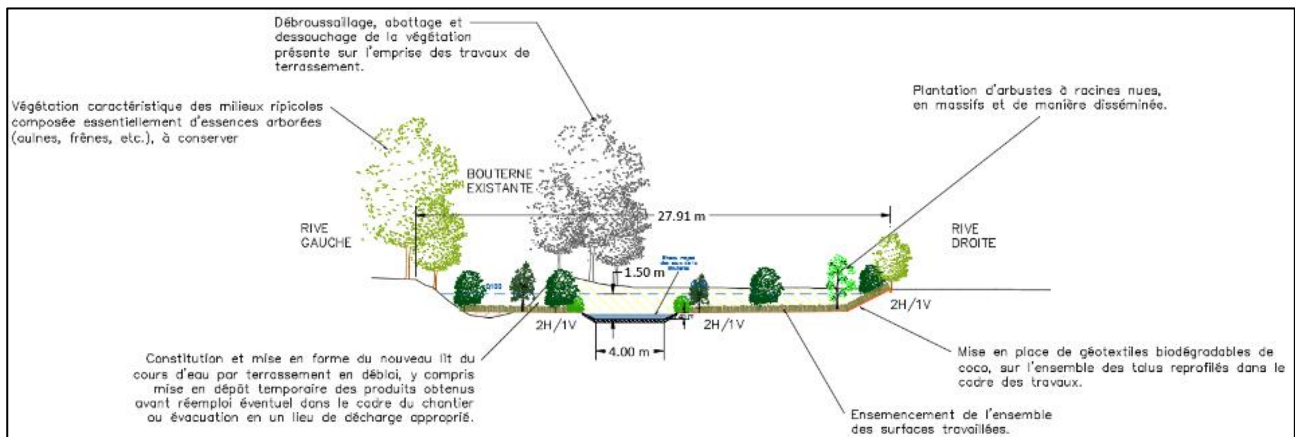 Débroussaillage, abattage et
dessouchage de la végétation
présente sur l'emprise des travaux de
terrassement.
Végétation caractéristique des milieux ripicoles
composée essentiellement d'essences arborées
(aulnes, frênes, etc.), à conserver
Plantation d'arbustes à racines nues,
en massifs et de manière disséminée.
BOUTERNE
EXISTANTE
27.91 m
RIVE
GAUCHE
RIVE
DROITE
1.50 m
Q100
2H/1V
2H/1V
2H/1V
4.00 m
Constitution et mise en forme du nouveau lit du
cours d'eau par terrassement en déblai, y compris
mise en dépôt temporaire des produits obtenus
avant réemploi éventuel dans le cadre du chantier
ou évacuation en un lieu de décharge approprié.
Mise en place de géotextiles biodégradables de
coco, sur l'ensemble des talus reprofilés dans le
cadre des travaux.
Ensemencement de l'ensemble
des surfaces travaillées.